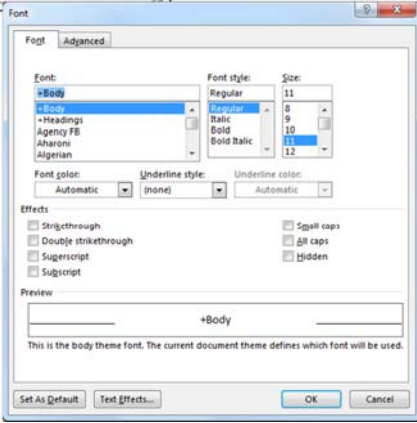 Font
Font Advanced
Font: Font style: Size:
+Body Regular 11
+Body Regular 8
+Headings Italic 9
Agency FB Bold 10
Aharoni Bold Italic 11
Algerian 12
Font color: Underline style: Underline color:
Automatic (none) Automatic
Effects
Strikethrough Small caps
Double strikethrough All caps
Superscript Hidden
Subscript
Preview
+Body
This is the body theme font. The current document theme defines which font will be used.
Set As Default Text Effects... OK Cancel